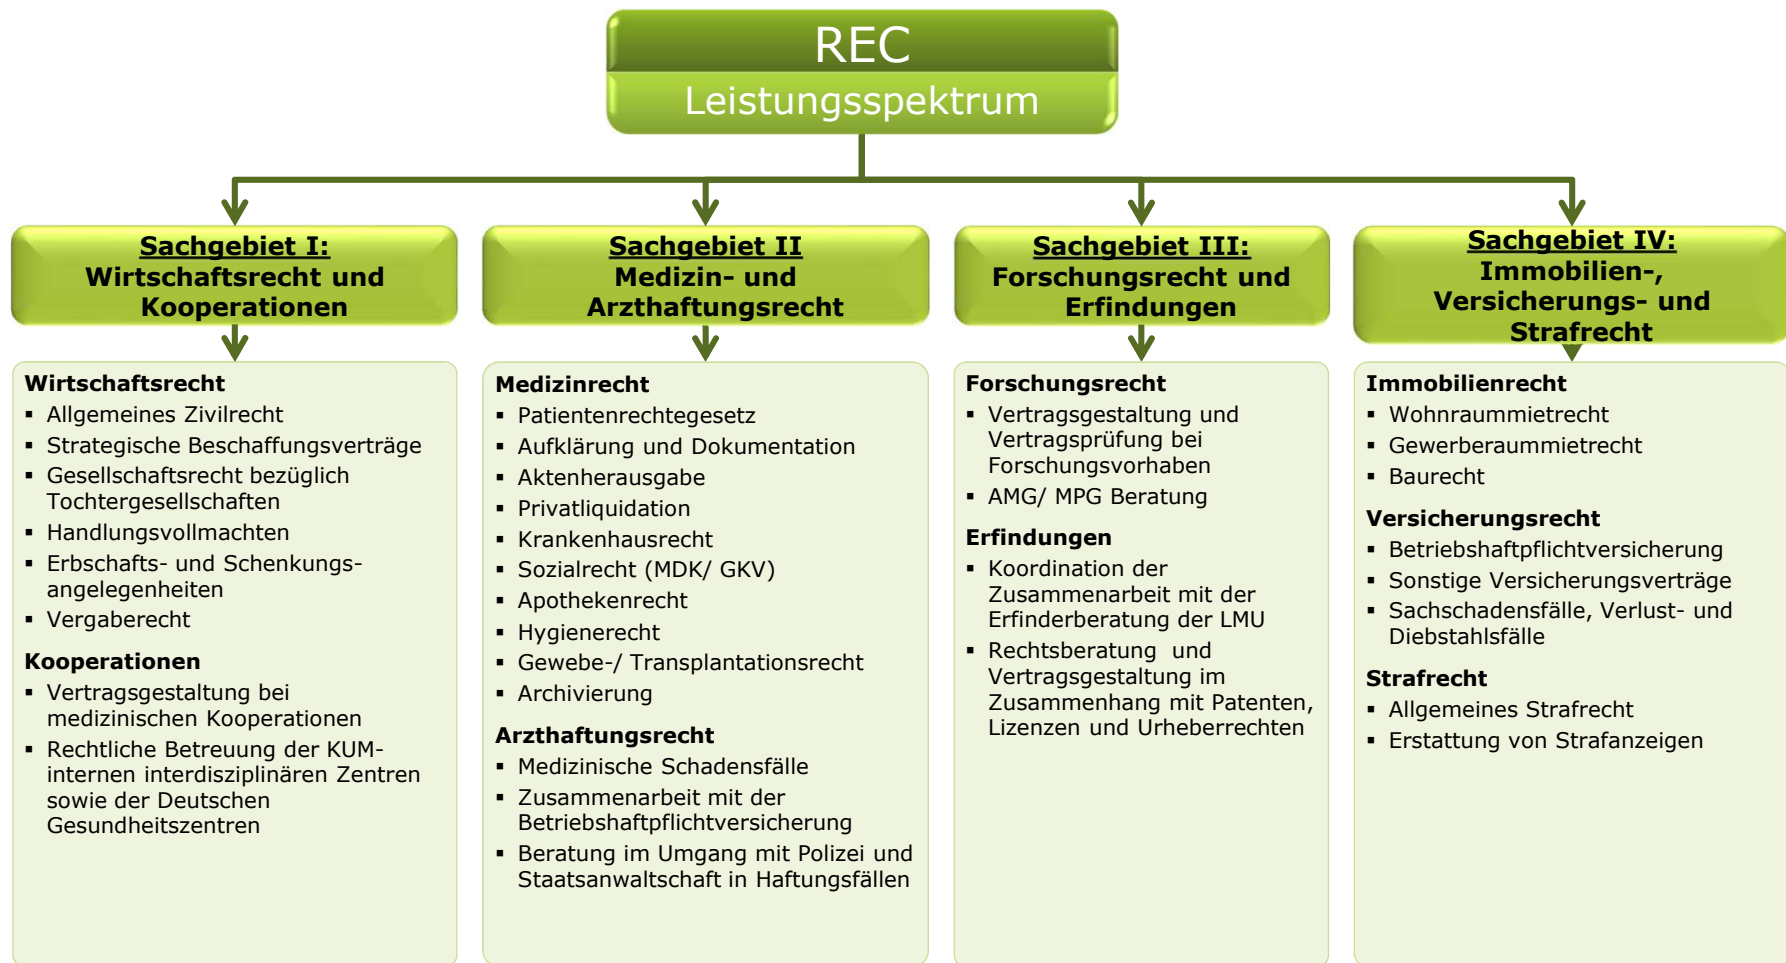 REC
Leistungsspektrum
Sachgebiet I:
Wirtschaftsrecht und
Kooperationen
Wirtschaftsrecht
▪ Allgemeines Zivilrecht
▪ Strategische Beschaffungsverträge
▪ Gesellschaftsrecht bezüglich
Tochtergesellschaften
▪ Handlungsvollmachten
▪ Erbschafts- und Schenkungs-
angelegenheiten
▪ Vergaberecht
Kooperationen
▪ Vertragsgestaltung bei
medizinischen Kooperationen
▪ Rechtliche Betreuung der KUM-
internen interdisziplinären Zentren
sowie der Deutschen
Gesundheitszentren
Sachgebiet II
Medizin- und
Arzthaftungsrecht
Medizinrecht
▪ Patientenrechtegesetz
▪ Aufklärung und Dokumentation
▪ Aktenherausgabe
▪ Privatliquidation
▪ Krankenhausrecht
▪ Sozialrecht (MDK/ GKV)
▪ Apothekenrecht
▪ Hygienerecht
▪ Gewebe-/ Transplantationsrecht
▪ Archivierung
Arzthaftungsrecht
▪ Medizinische Schadensfälle
▪ Zusammenarbeit mit der
Betriebshaftpflichtversicherung
▪ Beratung im Umgang mit Polizei und
Staatsanwaltschaft in Haftungsfällen
Sachgebiet III:
Forschungsrecht und
Erfindungen
Forschungsrecht
▪ Vertragsgestaltung und
Vertragsprüfung bei
Forschungsvorhaben
▪ AMG/ MPG Beratung
Erfindungen
▪ Koordination der
Zusammenarbeit mit der
Erfinderberatung der LMU
▪ Rechtsberatung und
Vertragsgestaltung im
Zusammenhang mit Patenten,
Lizenzen und Urheberrechten
Sachgebiet IV:
Immobilien-,
Versicherungs- und
Strafrecht
Immobilienrecht
▪ Wohnraummietrecht
▪ Gewerberaummietrecht
▪ Baurecht
Versicherungsrecht
▪ Betriebshaftpflichtversicherung
▪ Sonstige Versicherungsverträge
▪ Sachschadensfälle, Verlust- und
Diebstahlsfälle
Strafrecht
▪ Allgemeines Strafrecht
▪ Erstattung von Strafanzeigen